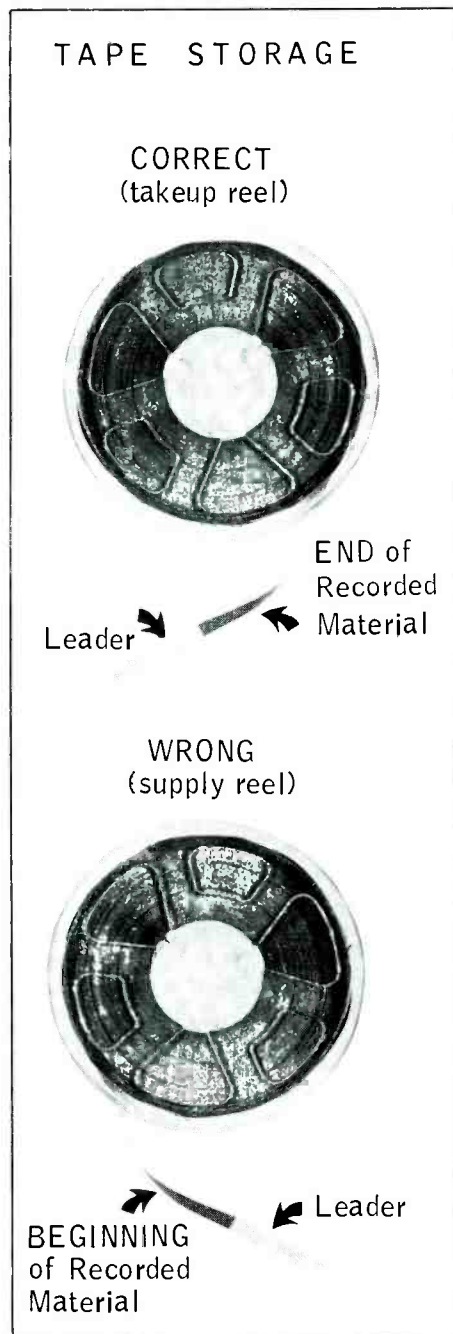 TAPE STORAGE
CORRECT
(takeup reel)
END of
Recorded
Material
Leader
WRONG
(supply reel)
Leader
BEGINNING
of Recorded
Material